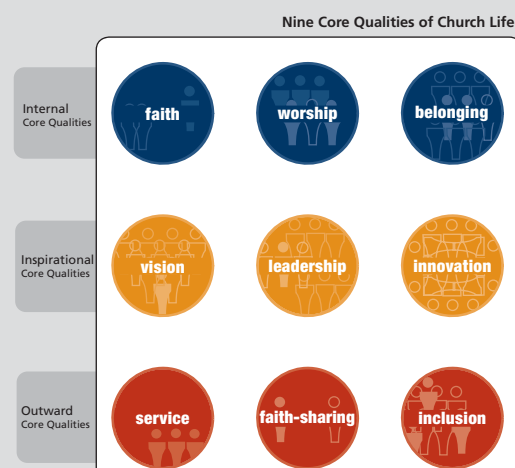 Nine Core Qualities of Church Life
Internal
Core Qualities
faith
worship
belonging
Inspirational
Core Qualities
vision
leadership
innovation
Outward
Core Qualities
service
faith-sharing
inclusion